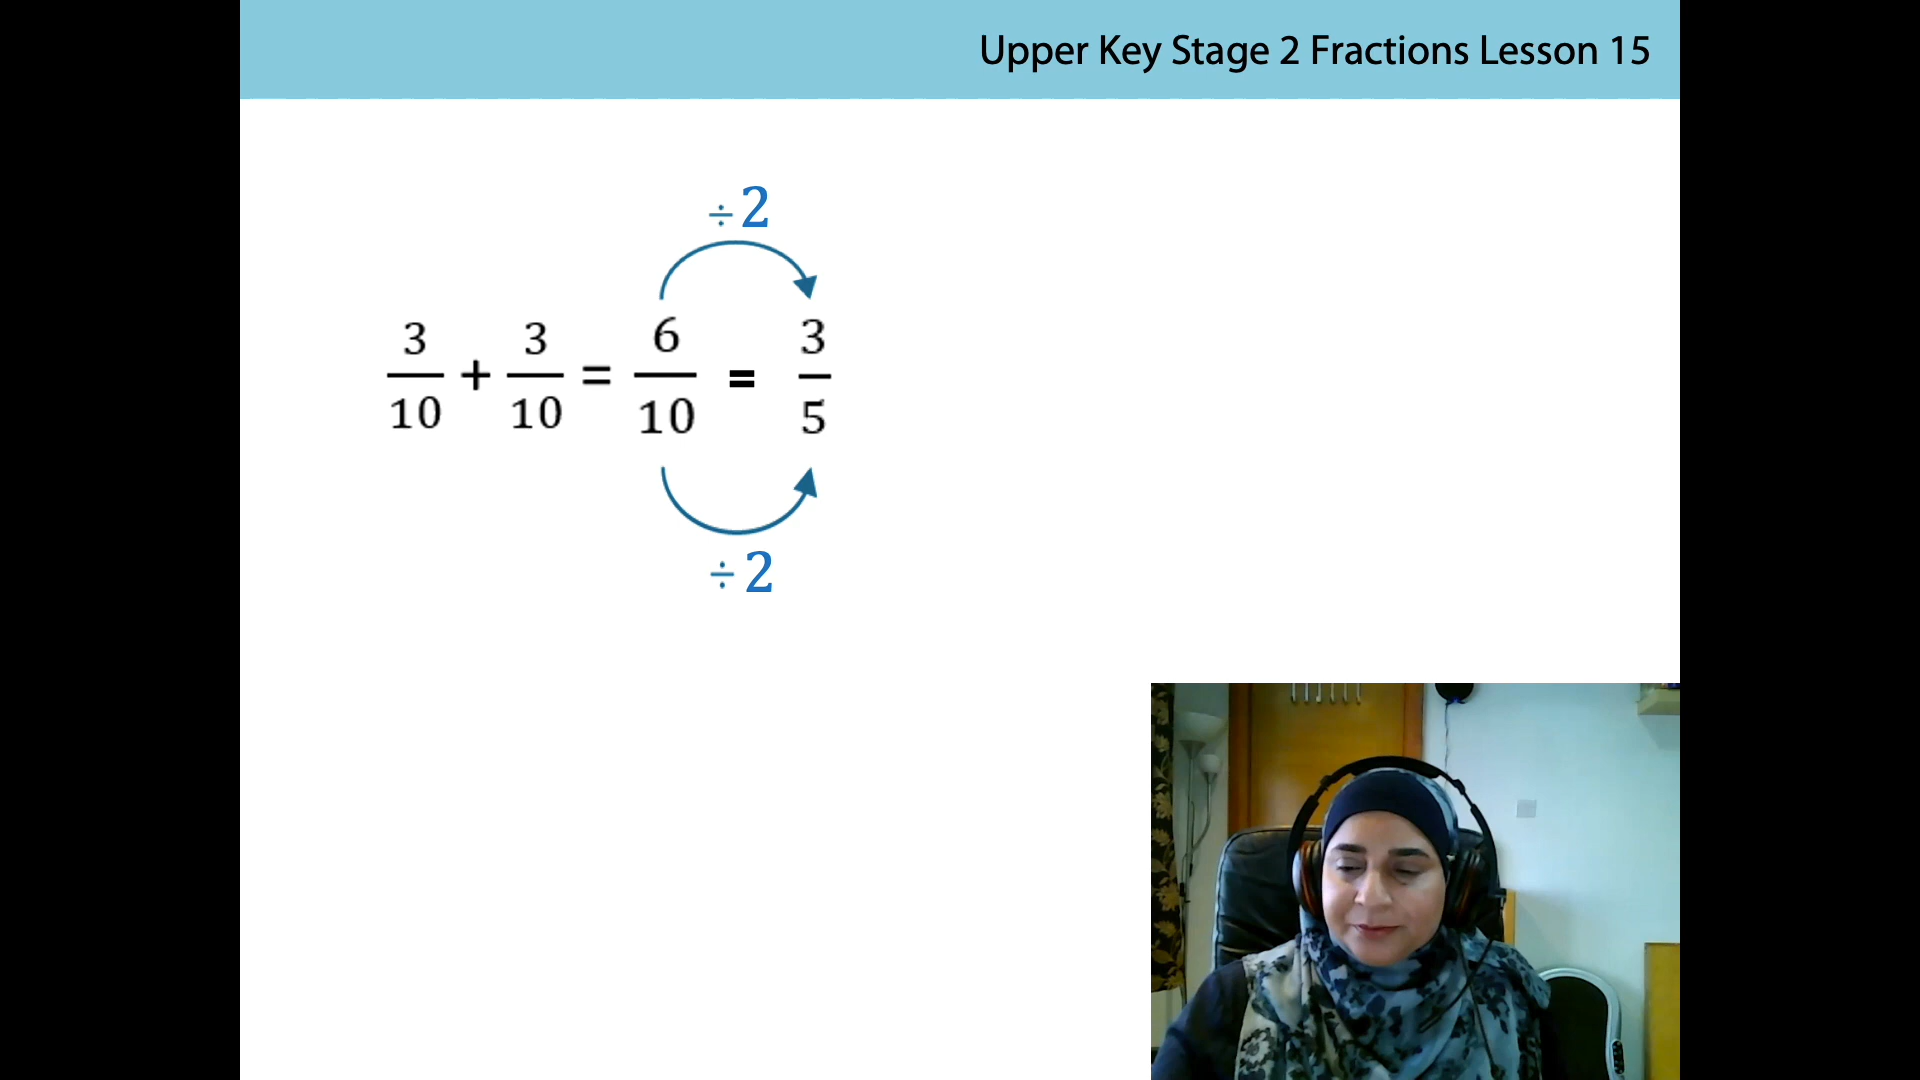 Upper Key Stage 2 Fractions Lesson 15
÷2
3/10 + 3/10 = 6/10 = 3/5
÷2